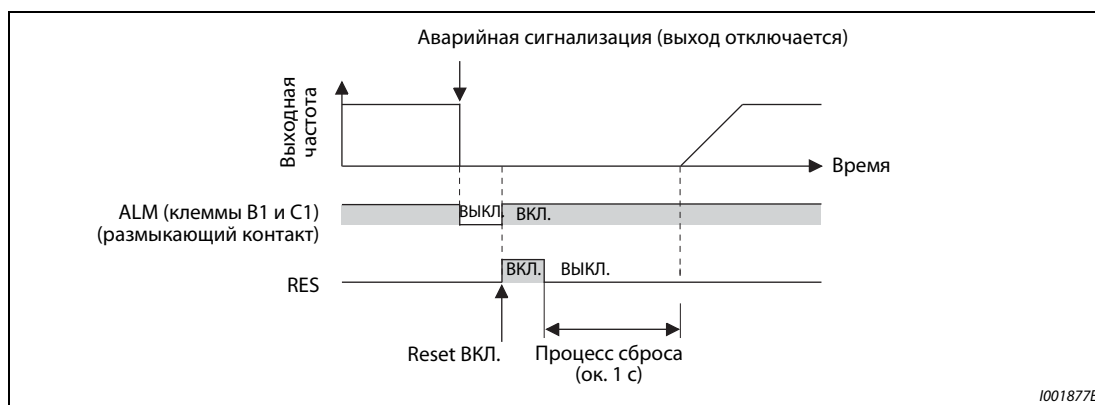 Аварийная сигнализация (выход отключается)
Выходная
частота
Время
ALM (клеммы B1 и C1)
(размыкающий контакт)
ВЫКЛ.
ВКЛ.
RES
ВКЛ.
ВЫКЛ.
Reset ВКЛ.
Процесс сброса
(ок. 1 с)
I001877E